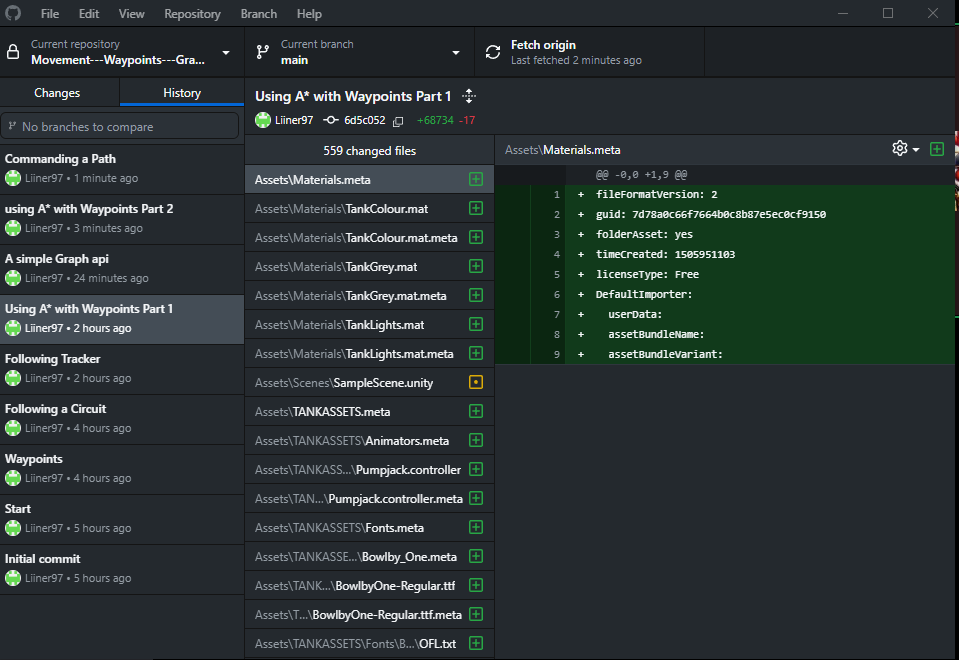 File Edit View Repository Branch Help
Current repository
Movement---Waypoints---Gra...
Current branch
main
Fetch origin
Last fetched 2 minutes ago
Changes
History
No branches to compare
Commanding a Path
Liiner97 • 1 minute ago
using A* with Waypoints Part 2
Liiner97 • 3 minutes ago
A simple Graph api
Liiner97 • 24 minutes ago
Using A* with Waypoints Part 1
Liiner97 • 2 hours ago
Following Tracker
Liiner97 • 2 hours ago
Following a Circuit
Liiner97 • 4 hours ago
Waypoints
Liiner97 • 4 hours ago
Start
Liiner97 • 5 hours ago
Initial commit
Liiner97 • 5 hours ago
Using A* with Waypoints Part 1
Liiner97 6d5c052 +68734 -17
559 changed files
Assets\Materials.meta
Assets\Materials\TankColour.mat
Assets\Materials\TankColour.mat.meta
Assets\Materials\TankGrey.mat
Assets\Materials\TankGrey.mat.meta
Assets\Materials\TankLights.mat
Assets\Materials\TankLights.mat.meta
Assets\Scenes\SampleScene.unity
Assets\TANKASSETS.meta
Assets\TANKASSETS\Animators.meta
Assets\TANKASS...\Pumpjack.controller
Assets\TAN...\Pumpjack.controller.meta
Assets\TANKASSETS\Fonts.meta
Assets\TANKASSE...\Bowlby_One.meta
Assets\TANK...\BowlbyOne-Regular.ttf
Assets\T...\BowlbyOne-Regular.ttf.meta
Assets\TANKASSETS\Fonts\B...\OFL.txt
Assets\Materials.meta
@@ -0,0 +1,9 @@
1 + fileFormatVersion: 2
2 + guid: 7d78a0c66f7664b0c8b87e5ec0cf9150
3 + folderAsset: yes
4 + timeCreated: 1505951103
5 + licenseType: Free
6 + DefaultImporter:
7 + userData:
8 + assetBundleName:
9 + assetBundleVariant: